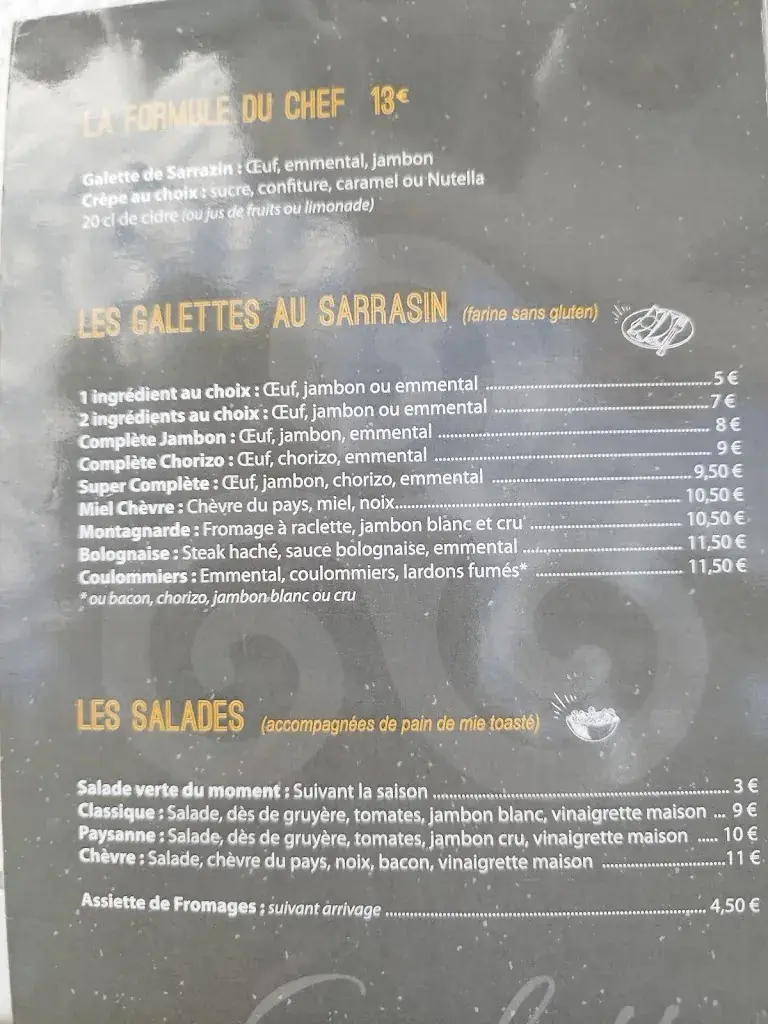 LA FORMULE DU CHEF 13€
Galette de Sarrazin : Œuf, emmental, jambon
Crêpe au choix : sucre, confiture, caramel ou Nutella
20 cl de cidre (ou jus de fruits ou limonade)
LES GALETTES AU SARRASIN (farine sans gluten)
1 ingrédient au choix : Œuf, jambon ou emmental ........ 5 €
2 ingrédients au choix : Œuf, jambon ou emmental ........ 7 €
Complète Jambon : Œuf, jambon, emmental ........ 8 €
Complète Chorizo : Œuf, chorizo, emmental ........ 9 €
Super Complète : Œuf, jambon, chorizo, emmental ........ 9,50 €
Miel Chèvre : Chèvre du pays, miel, noix........ 10,50 €
Montagnarde : Fromage à raclette, jambon blanc et cru ........ 10,50 €
Bolognaise : Steak haché, sauce bolognaise, emmental ........ 11,50 €
Coulommiers : Emmental, coulommiers, lardons fumés* ........ 11,50 €
* ou bacon, chorizo, jambon blanc ou cru
LES SALADES (accompagnées de pain de mie toasté)
Salade verte du moment : Suivant la saison ........ 3 €
Classique : Salade, dès de gruyère, tomates, jambon blanc, vinaigrette maison ... 9 €
Paysanne : Salade, dès de gruyère, tomates, jambon cru, vinaigrette maison ..... 10 €
Chèvre : Salade, chèvre du pays, noix, bacon, vinaigrette maison ........ 11 €
Assiette de Fromages : suivant arrivage ........ 4,50 €